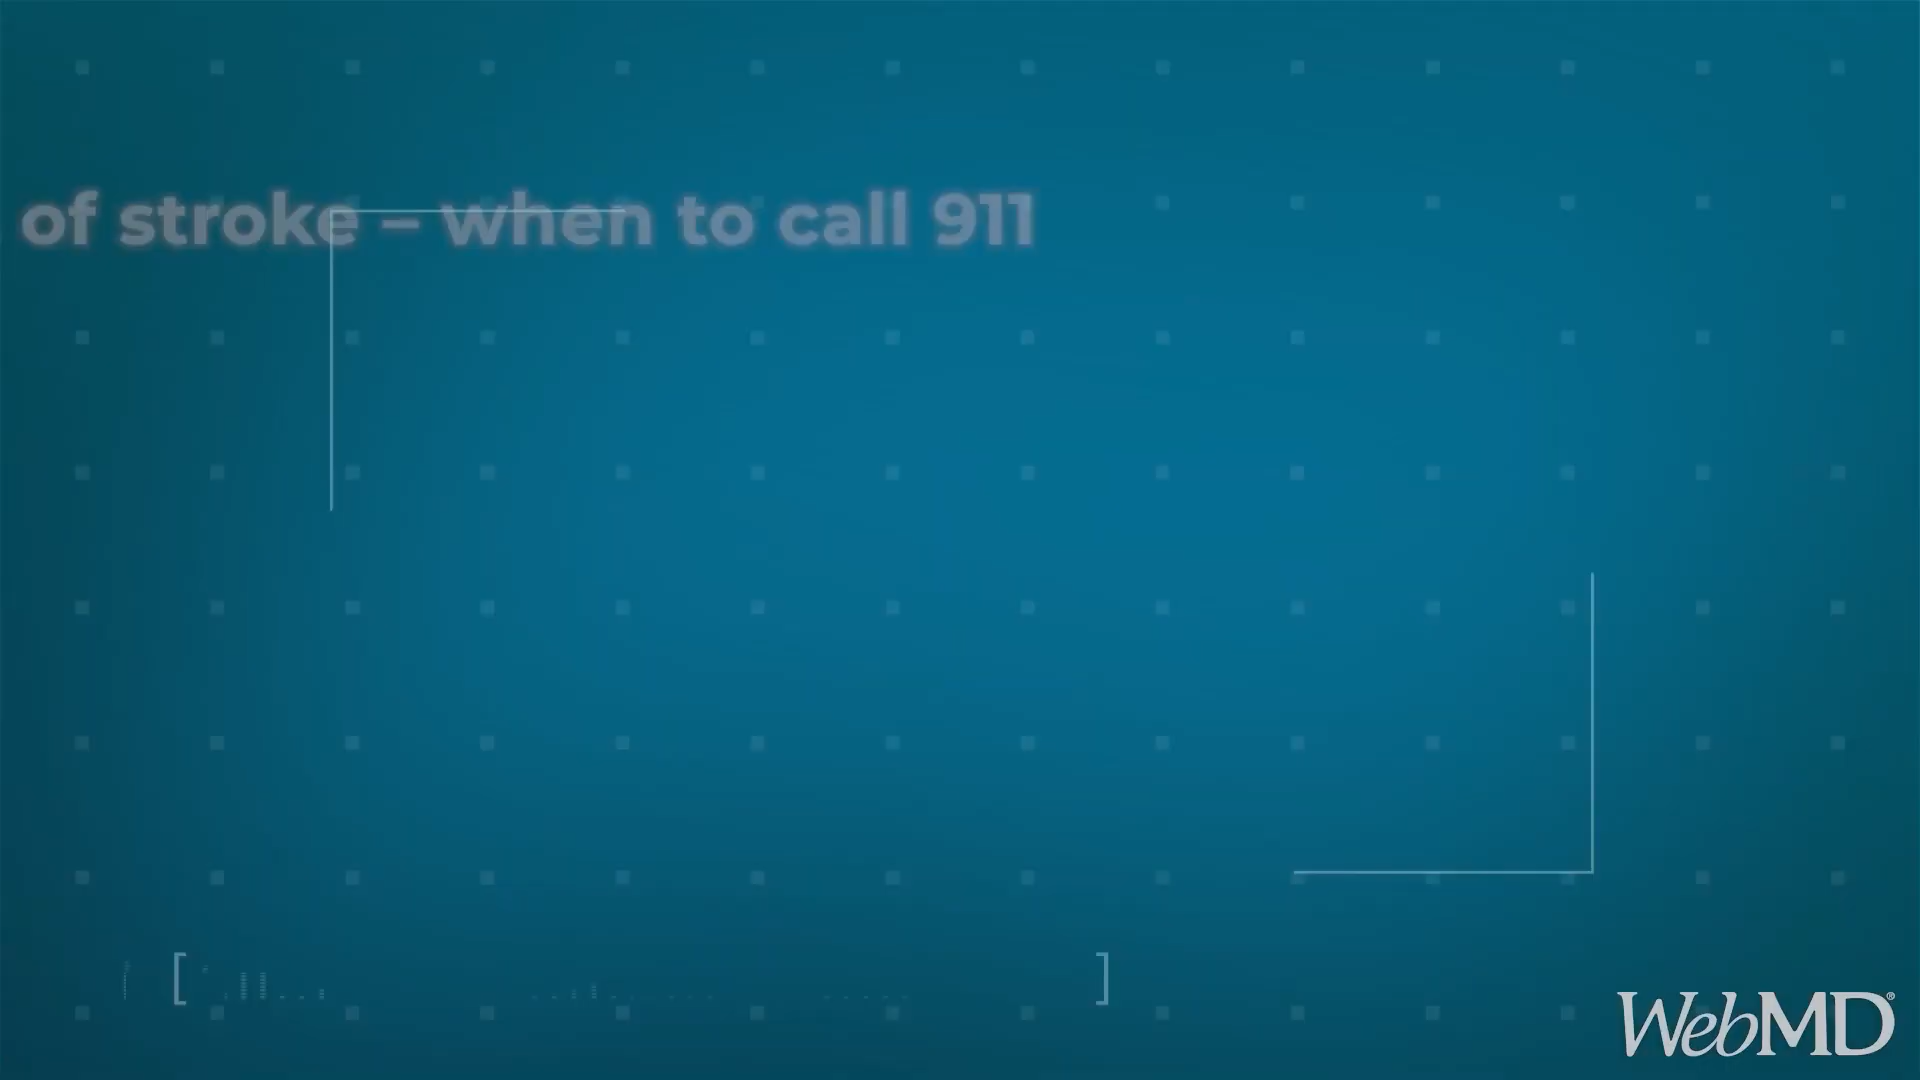 of stroke – when to call 911
[ ]
WebMD®